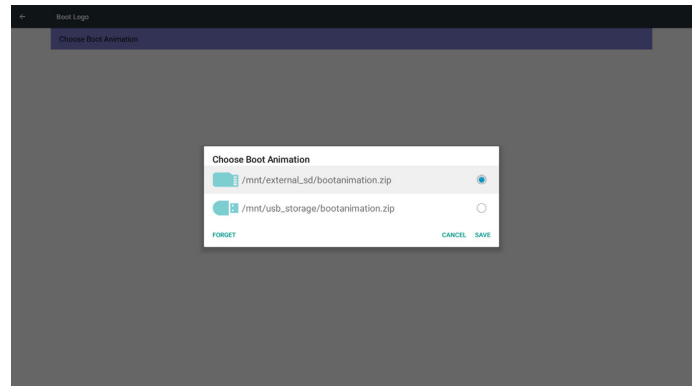 Boot Logo
Choose Boot Animation
Choose Boot Animation
/mnt/external_sd/bootanimation.zip
/mnt/usb_storage/bootanimation.zip
FORGET CANCEL SAVE